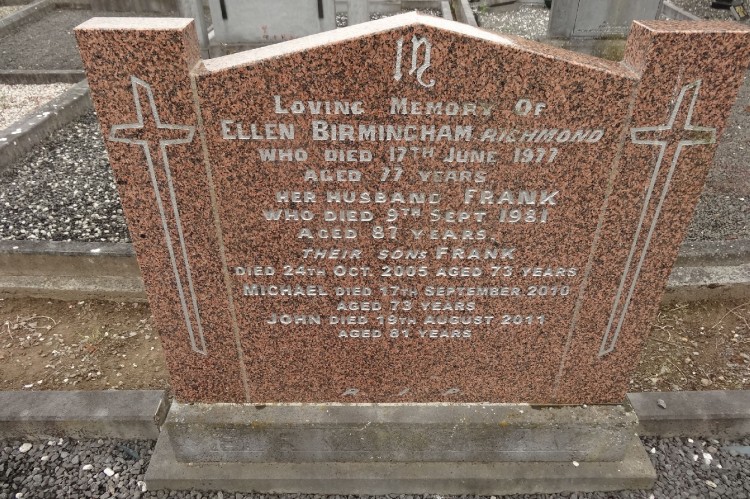 In
Loving Memory Of
ELLEN BIRMINGHAM RICHMOND
WHO DIED 17TH JUNE 1977
AGED 77 YEARS
HER HUSBAND FRANK
WHO DIED 9TH SEPT 1981
AGED 87 YEARS.
THEIR SONS FRANK
DIED 24TH OCT. 2005 AGED 73 YEARS
MICHAEL DIED 17TH SEPTEMBER 2010
AGED 73 YEARS
JOHN DIED 19TH AUGUST 2011
AGED 81 YEARS
R.I.P.